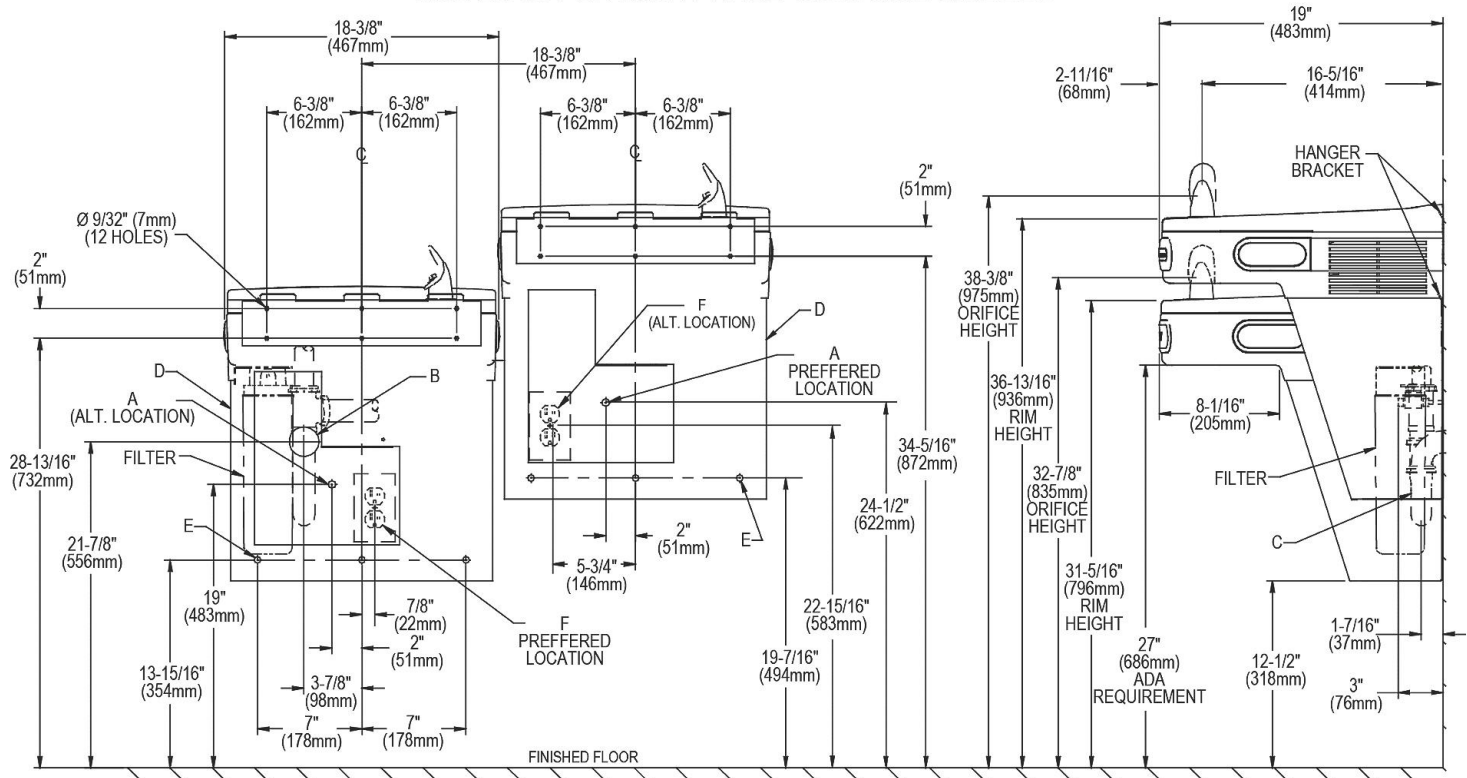 18-3/8"
(467mm)
18-3/8"
(467mm)
6-3/8"
(162mm)
6-3/8"
(162mm)
6-3/8"
(162mm)
6-3/8"
(162mm)
Ø 9/32" (7mm)
(12 HOLES)
2"
(51mm)
2"
(51mm)
D
A
(ALT. LOCATION)
B
FILTER
E
28-13/16"
(732mm)
21-7/8"
(556mm)
19"
(483mm)
13-15/16"
(354mm)
3-7/8"
(98mm)
7"
(178mm)
7"
(178mm)
7/8"
(22mm)
2"
(51mm)
F
PREFFERED
LOCATION
F
(ALT. LOCATION)
D
A
PREFFERED
LOCATION
E
2"
(51mm)
5-3/4"
(146mm)
34-5/16"
(872mm)
24-1/2"
(622mm)
22-15/16"
(583mm)
19-7/16"
(494mm)
FINISHED FLOOR
19"
(483mm)
2-11/16"
(68mm)
16-5/16"
(414mm)
HANGER
BRACKET
38-3/8"
(975mm)
ORIFICE
HEIGHT
36-13/16"
(936mm)
RIM
HEIGHT
32-7/8"
(835mm)
ORIFICE
HEIGHT
31-5/16"
(796mm)
RIM
HEIGHT
8-1/16"
(205mm)
27"
(686mm)
ADA
REQUIREMENT
FILTER
C
12-1/2"
(318mm)
1-7/16"
(37mm)
3"
(76mm)